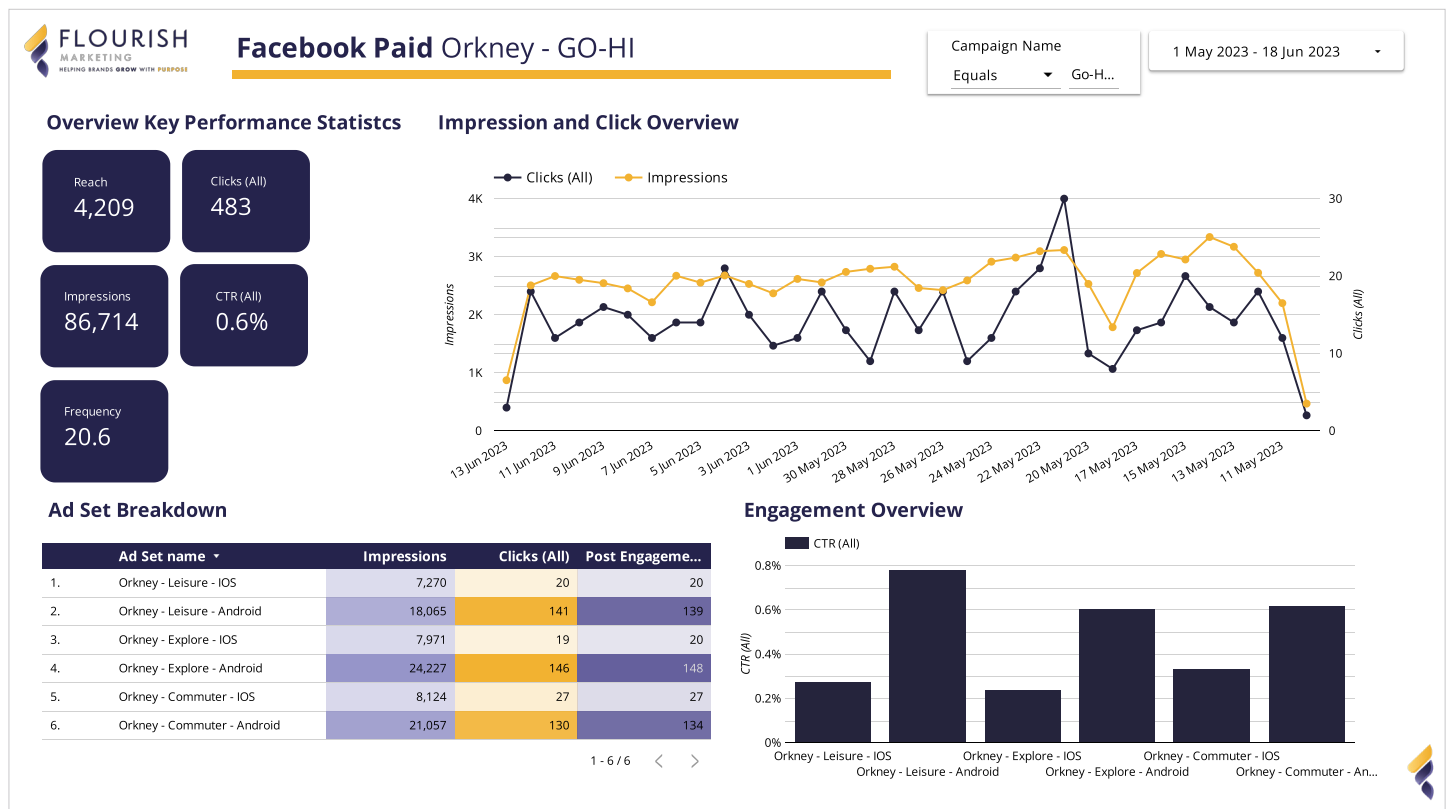 FLOURISH
MARKETING
HELPING BRANDS GROW WITH PURPOSE
Facebook Paid Orkney - GO-HI
Campaign Name
Equals
Go-H...
1 May 2023 - 18 Jun 2023
Overview Key Performance Statistcs
Reach
4,209
Clicks (All)
483
Impressions
86,714
CTR (All)
0.6%
Frequency
20.6
Impression and Click Overview
Clicks (All)
Impressions
4K
3K
2K
1K
0
Impressions
30
20
10
0
Clicks (All)
13 Jun 2023
11 Jun 2023
9 Jun 2023
7 Jun 2023
5 Jun 2023
3 Jun 2023
1 Jun 2023
30 May 2023
28 May 2023
26 May 2023
24 May 2023
22 May 2023
20 May 2023
17 May 2023
15 May 2023
13 May 2023
11 May 2023
Ad Set Breakdown
Ad Set name Impressions Clicks (All) Post Engageme...
1. Orkney - Leisure - IOS 7,270 20 20
2. Orkney - Leisure - Android 18,065 141 139
3. Orkney - Explore - IOS 7,971 19 20
4. Orkney - Explore - Android 24,227 146 148
5. Orkney - Commuter - IOS 8,124 27 27
6. Orkney - Commuter - Android 21,057 130 134
1 - 6 / 6
Engagement Overview
CTR (All)
0.8%
0.6%
0.4%
0.2%
0%
CTR (All)
Orkney - Leisure - IOS
Orkney - Leisure - Android
Orkney - Explore - IOS
Orkney - Explore - Android
Orkney - Commuter - IOS
Orkney - Commuter - An...